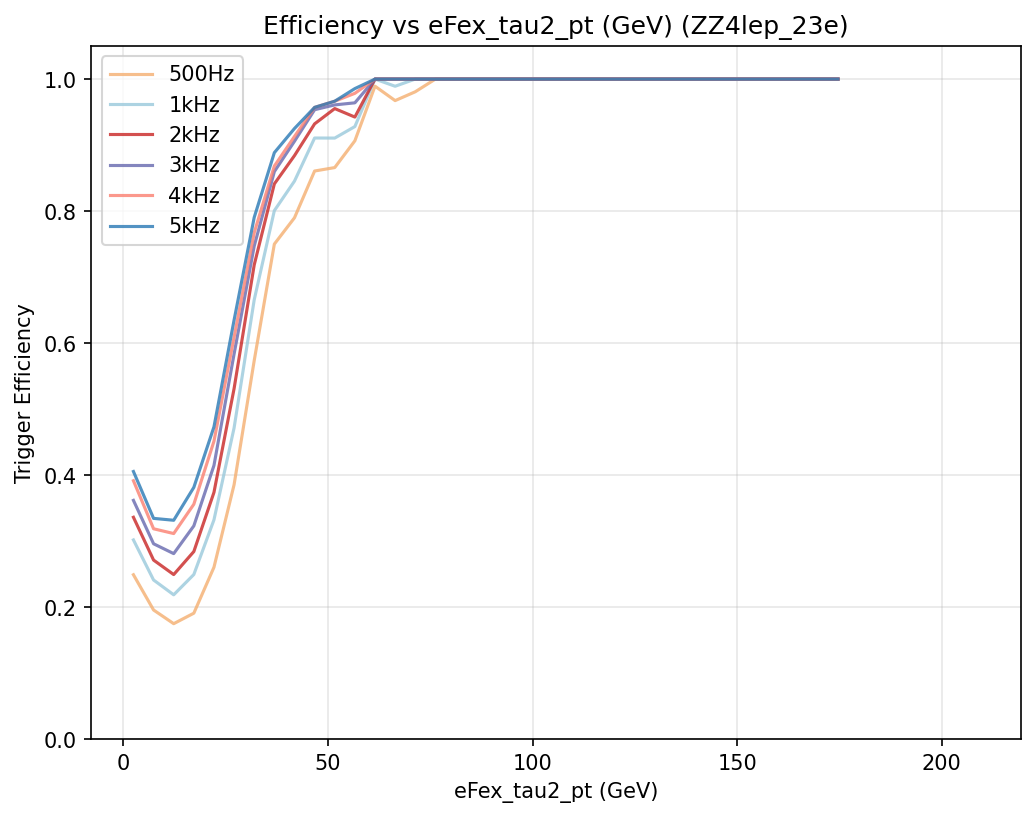 Efficiency vs eFex_tau2_pt (GeV) (ZZ4lep_23e)
500Hz
1kHz
2kHz
3kHz
4kHz
5kHz
Trigger Efficiency
1.0
0.8
0.6
0.4
0.2
0.0
0 50 100 150 200
eFex_tau2_pt (GeV)